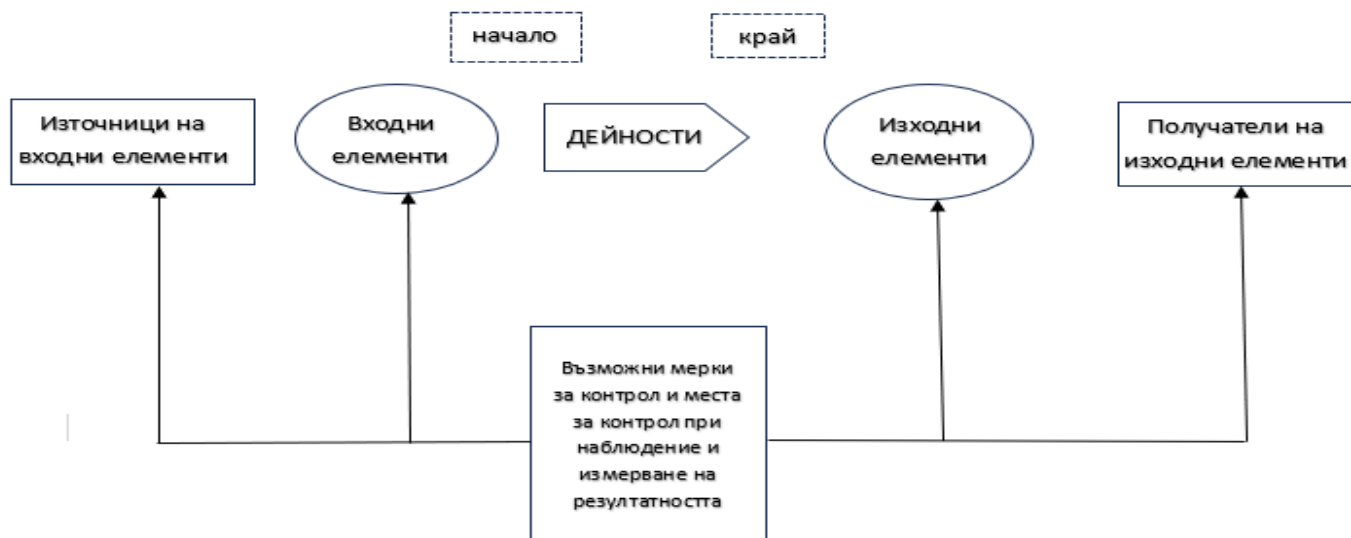 начало
край
Източници на
входни елементи
Входни
елементи
ДЕЙНОСТИ
Изходни
елементи
Получатели на
изходни елементи
Възможни мерки
за контрол и места
за контрол при
наблюдение и
измерване на
резултатността